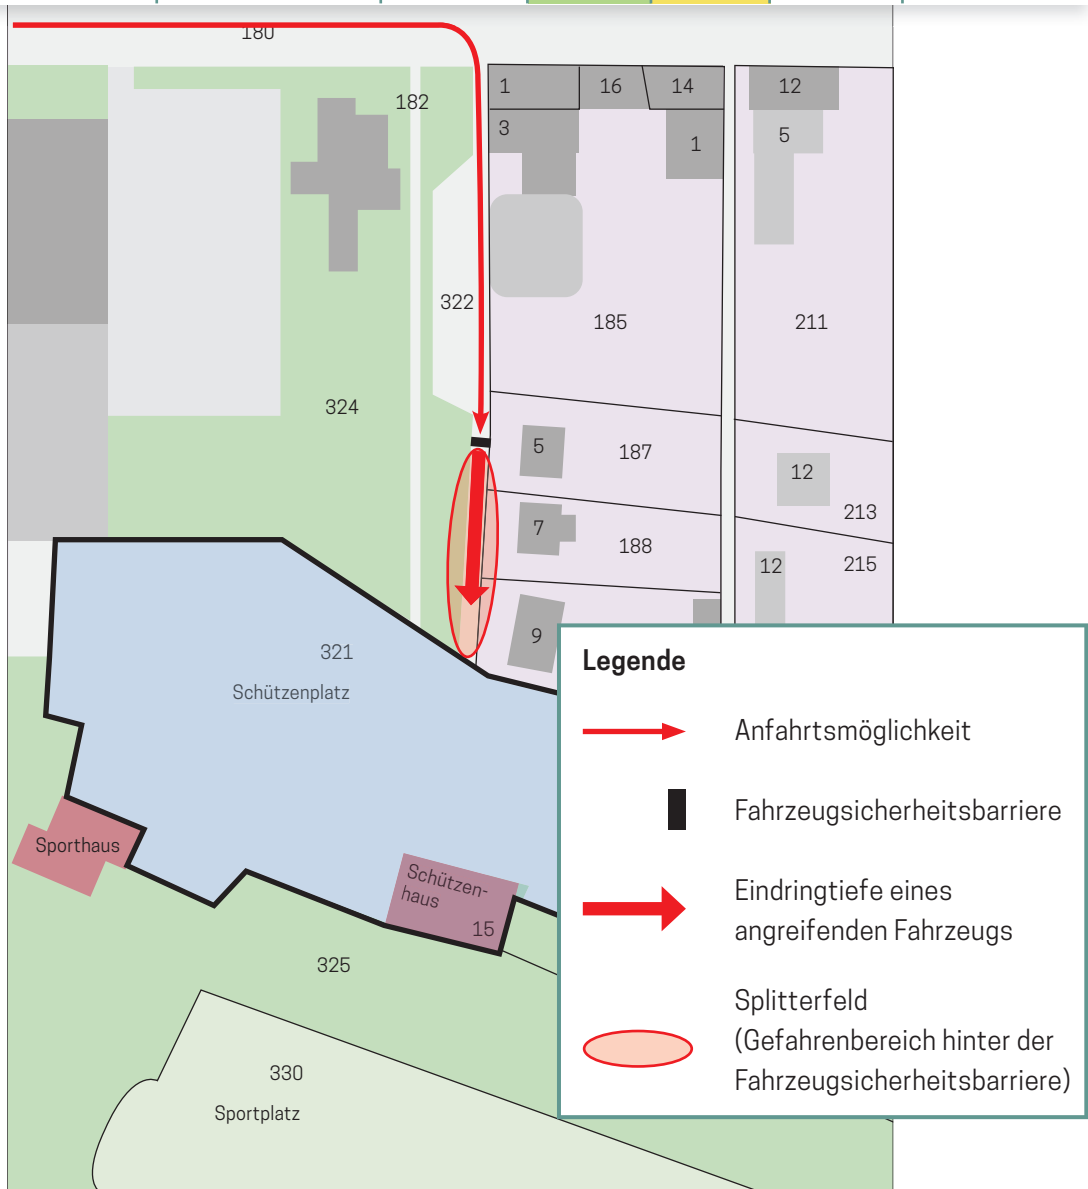 180
182
1
16
14
12
3
1
5
322
185
211
324
5
187
12
213
7
188
12
215
9
321
Schützenplatz
Sporthaus
Schützen-
haus
15
325
330
Sportplatz
Legende
Anfahrtsmöglichkeit
Fahrzeugsicherheitsbarriere
Eindringtiefe eines
angreifenden Fahrzeugs
Splitterfeld
(Gefahrenbereich hinter der
Fahrzeugsicherheitsbarriere)